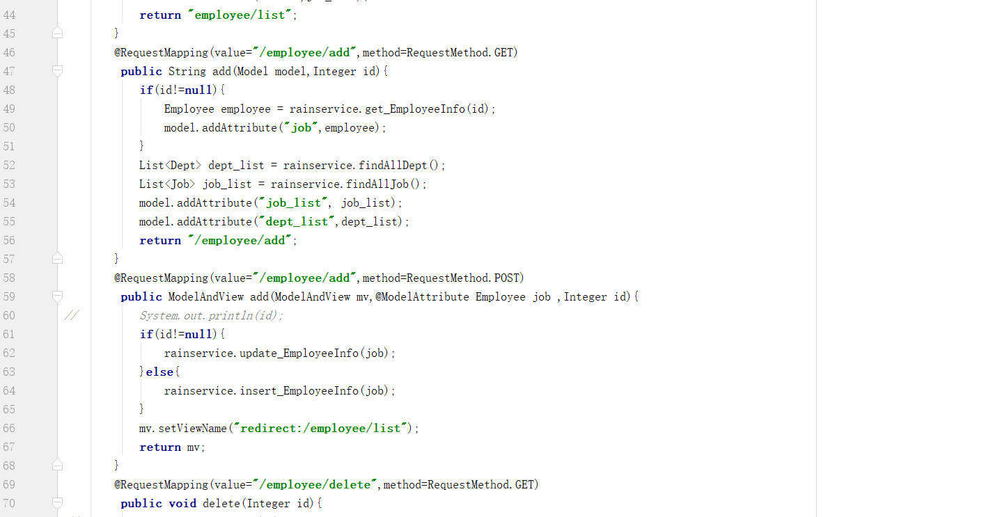 44 return "employee/list";
45 }
46 @RequestMapping(value="/employee/add",method=RequestMethod.GET)
47 public String add(Model model,Integer id){
48 if(id!=null){
49 Employee employee = rainservice.get_EmployeeInfo(id);
50 model.addAttribute("job",employee);
51 }
52 List<Dept> dept_list = rainservice.findAllDept();
53 List<Job> job_list = rainservice.findAllJob();
54 model.addAttribute("job_list", job_list);
55 model.addAttribute("dept_list",dept_list);
56 return "/employee/add";
57 }
58 @RequestMapping(value="/employee/add",method=RequestMethod.POST)
59 public ModelAndView add(ModelAndView mv,@ModelAttribute Employee job ,Integer id){
60 // System.out.println(id);
61 if(id!=null){
62 rainservice.update_EmployeeInfo(job);
63 }else{
64 rainservice.insert_EmployeeInfo(job);
65 }
66 mv.setViewName("redirect:/employee/list");
67 return mv;
68 }
69 @RequestMapping(value="/employee/delete",method=RequestMethod.GET)
70 public void delete(Integer id){